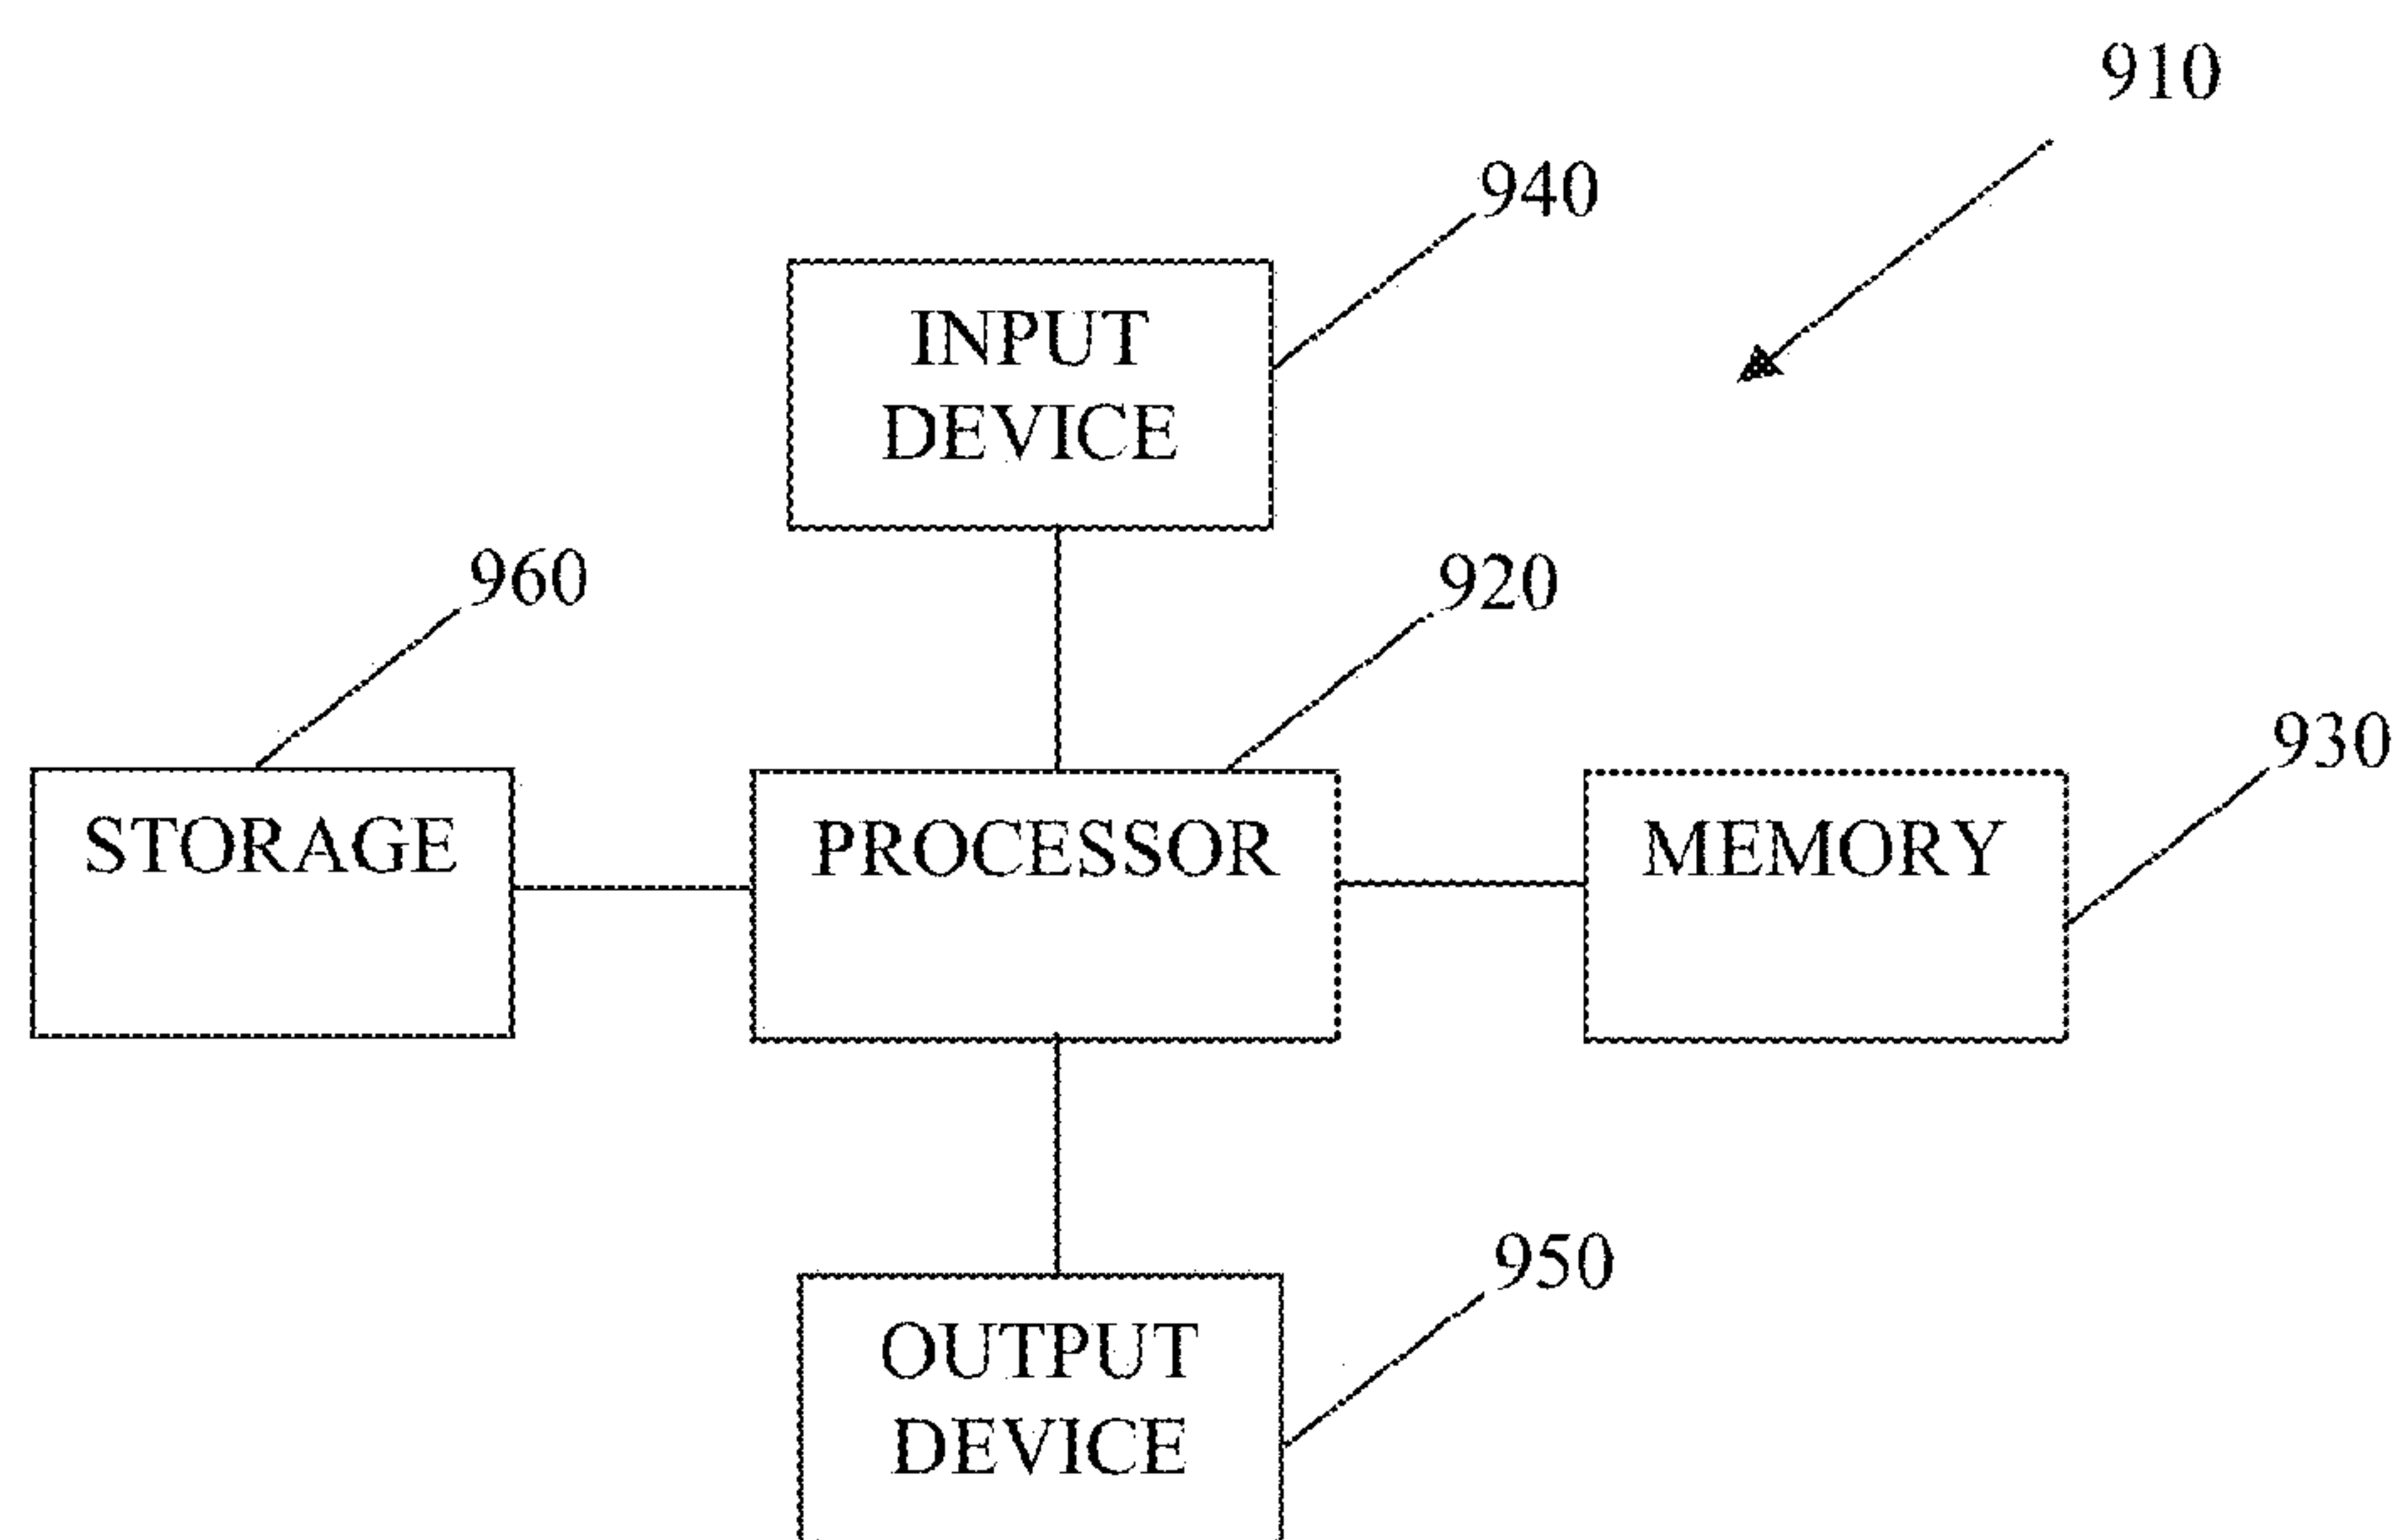 910
940
INPUT
DEVICE
960
920
930
STORAGE
PROCESSOR
MEMORY
950
OUTPUT
DEVICE